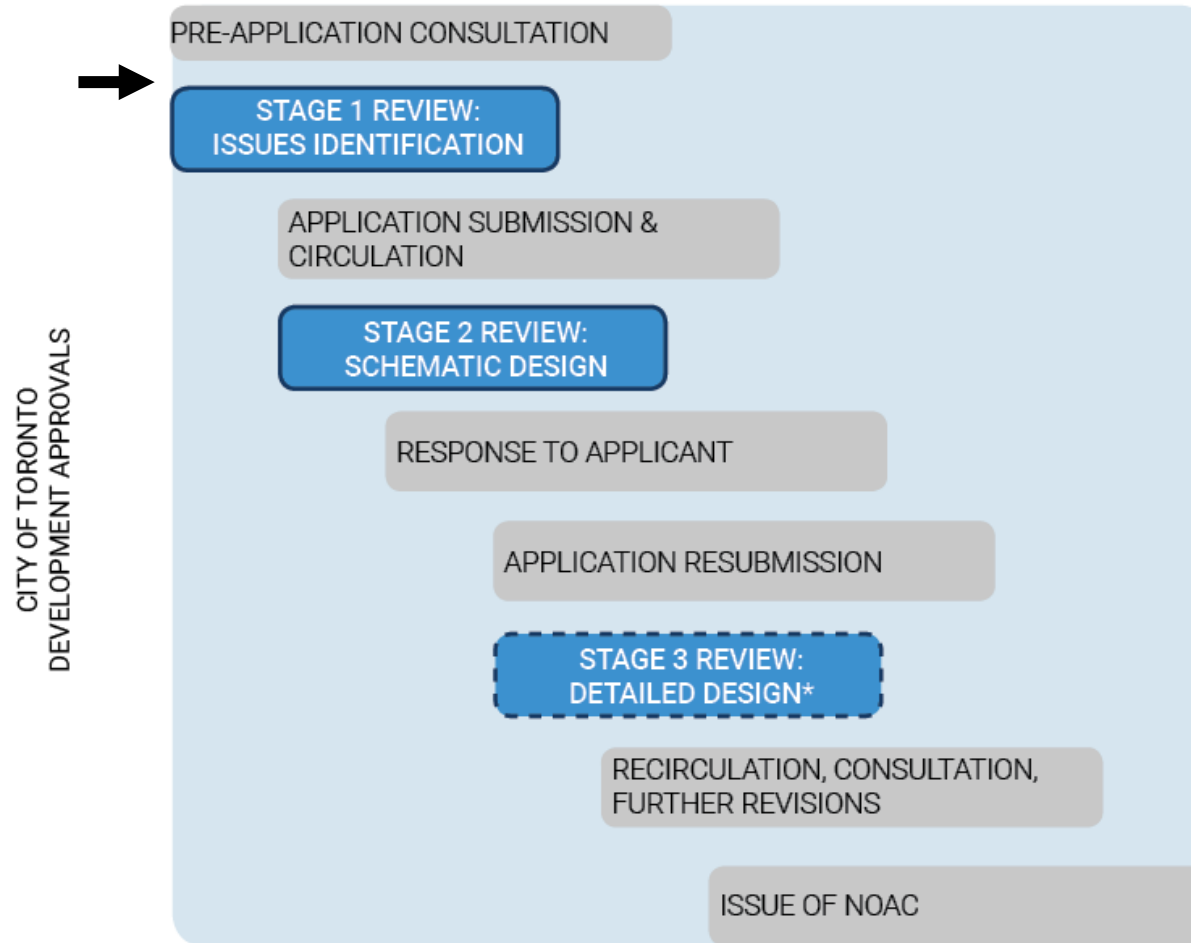 PRE-APPLICATION CONSULTATION
STAGE 1 REVIEW:
ISSUES IDENTIFICATION
APPLICATION SUBMISSION &
CIRCULATION
STAGE 2 REVIEW:
SCHEMATIC DESIGN
CITY OF TORONTO
DEVELOPMENT APPROVALS
RESPONSE TO APPLICANT
APPLICATION RESUBMISSION
STAGE 3 REVIEW:
DETAILED DESIGN*
RECIRCULATION, CONSULTATION,
FURTHER REVISIONS
ISSUE OF NOAC